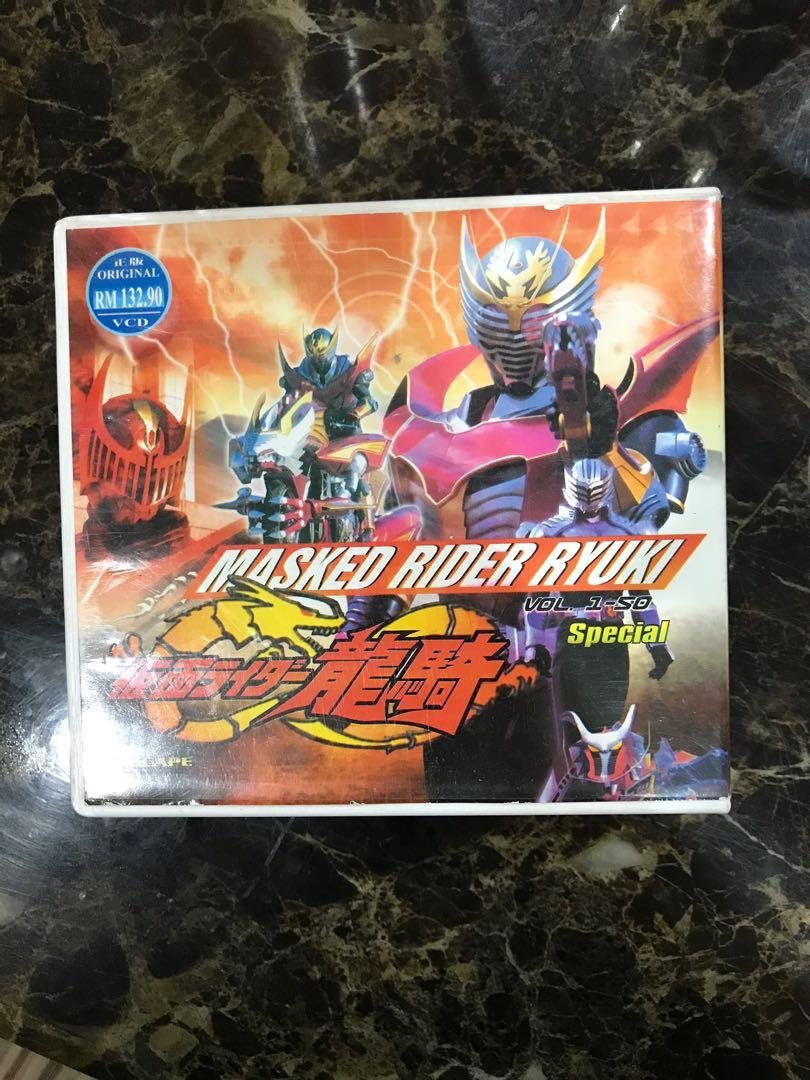 正版
ORIGINAL
RM 132.90
VCD
MASKED RIDER RYUKI
VOL. 1-50
Special
仮面ライダー龍騎